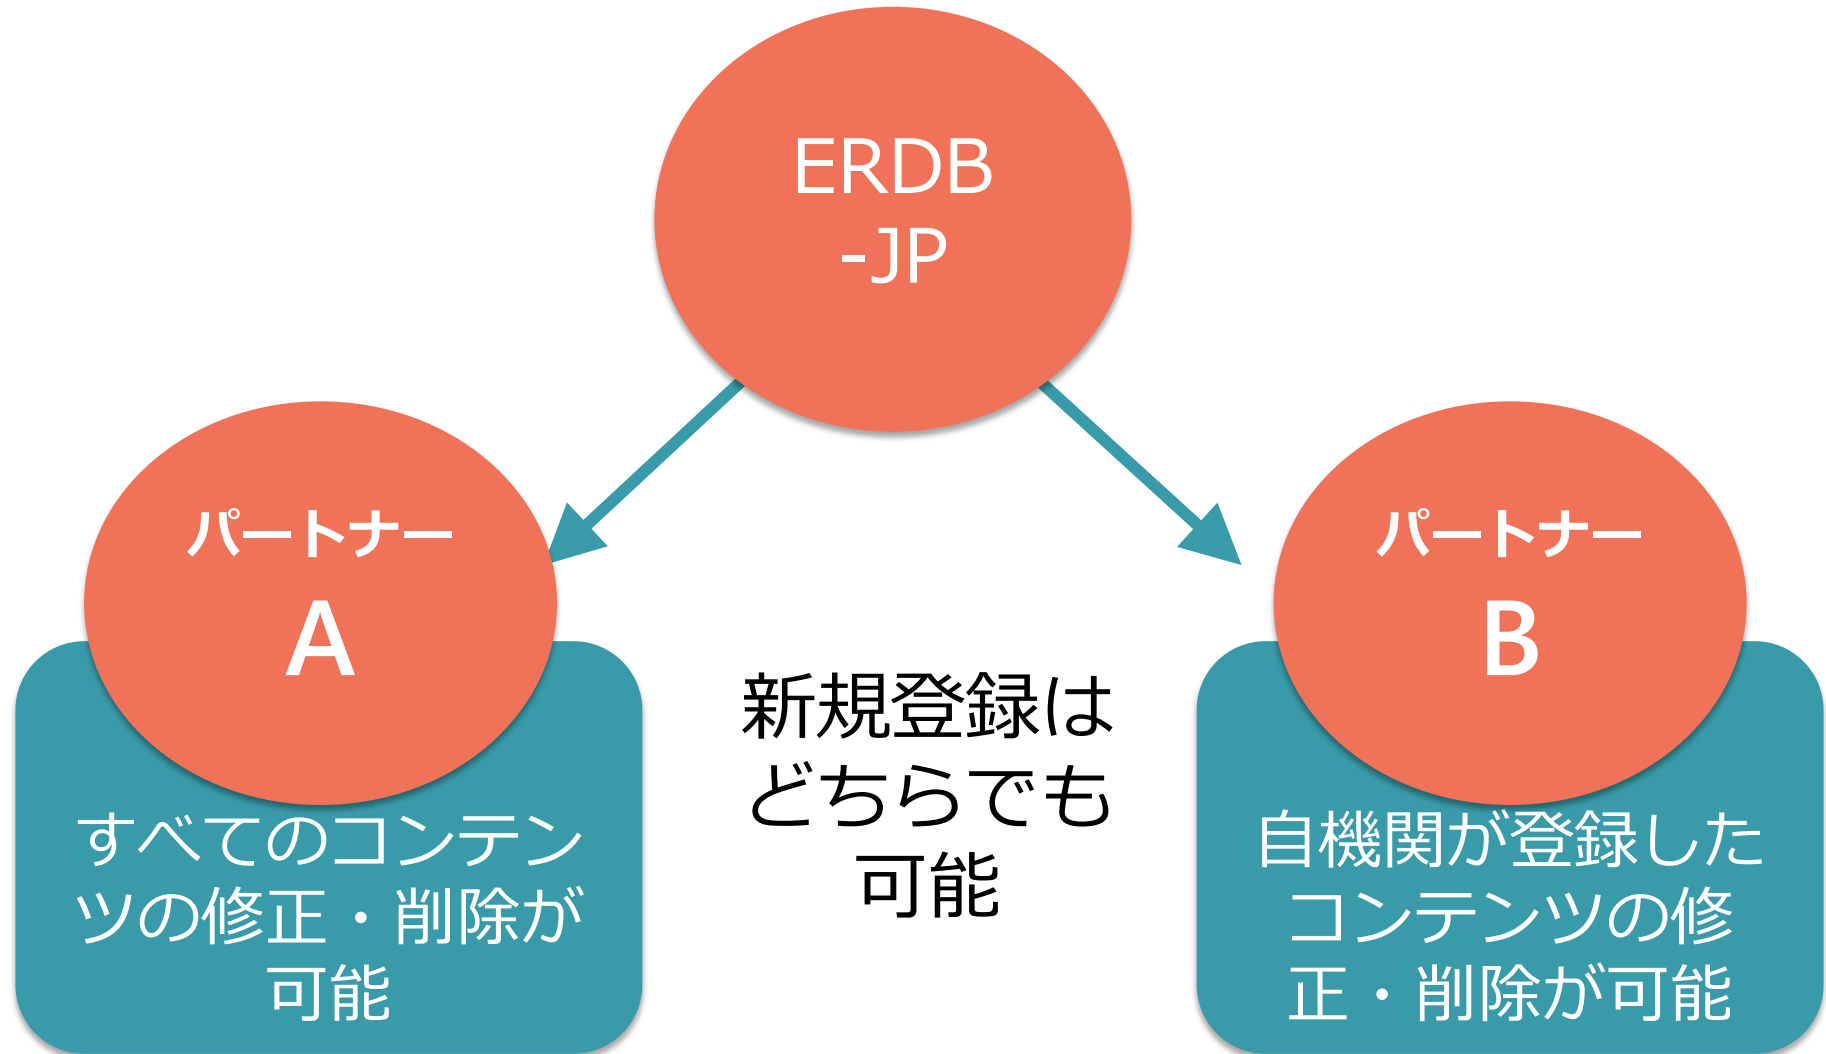 ERDB
-JP
パートナー
A
すべてのコンテン
ツの修正・削除が
可能
新規登録は
どちらでも
可能
パートナー
B
自機関が登録した
コンテンツの修
正・削除が可能